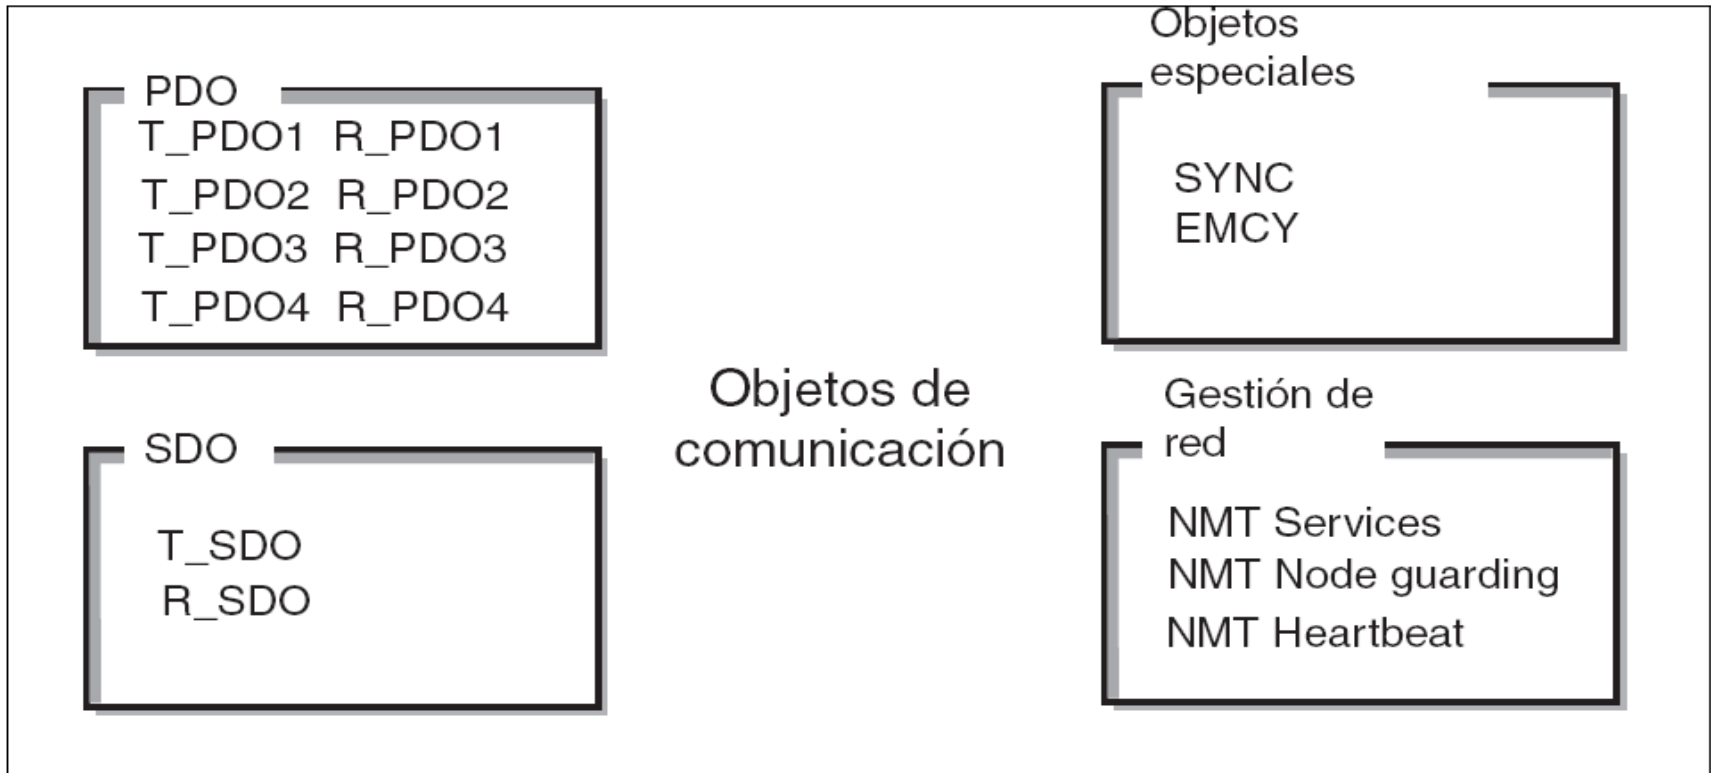 PDO
T_PDO1 R_PDO1
T_PDO2 R_PDO2
T_PDO3 R_PDO3
T_PDO4 R_PDO4
SDO
T_SDO
R_SDO
Objetos de
comunicación
Objetos
especiales
SYNC
EMCY
Gestión de
red
NMT Services
NMT Node guarding
NMT Heartbeat